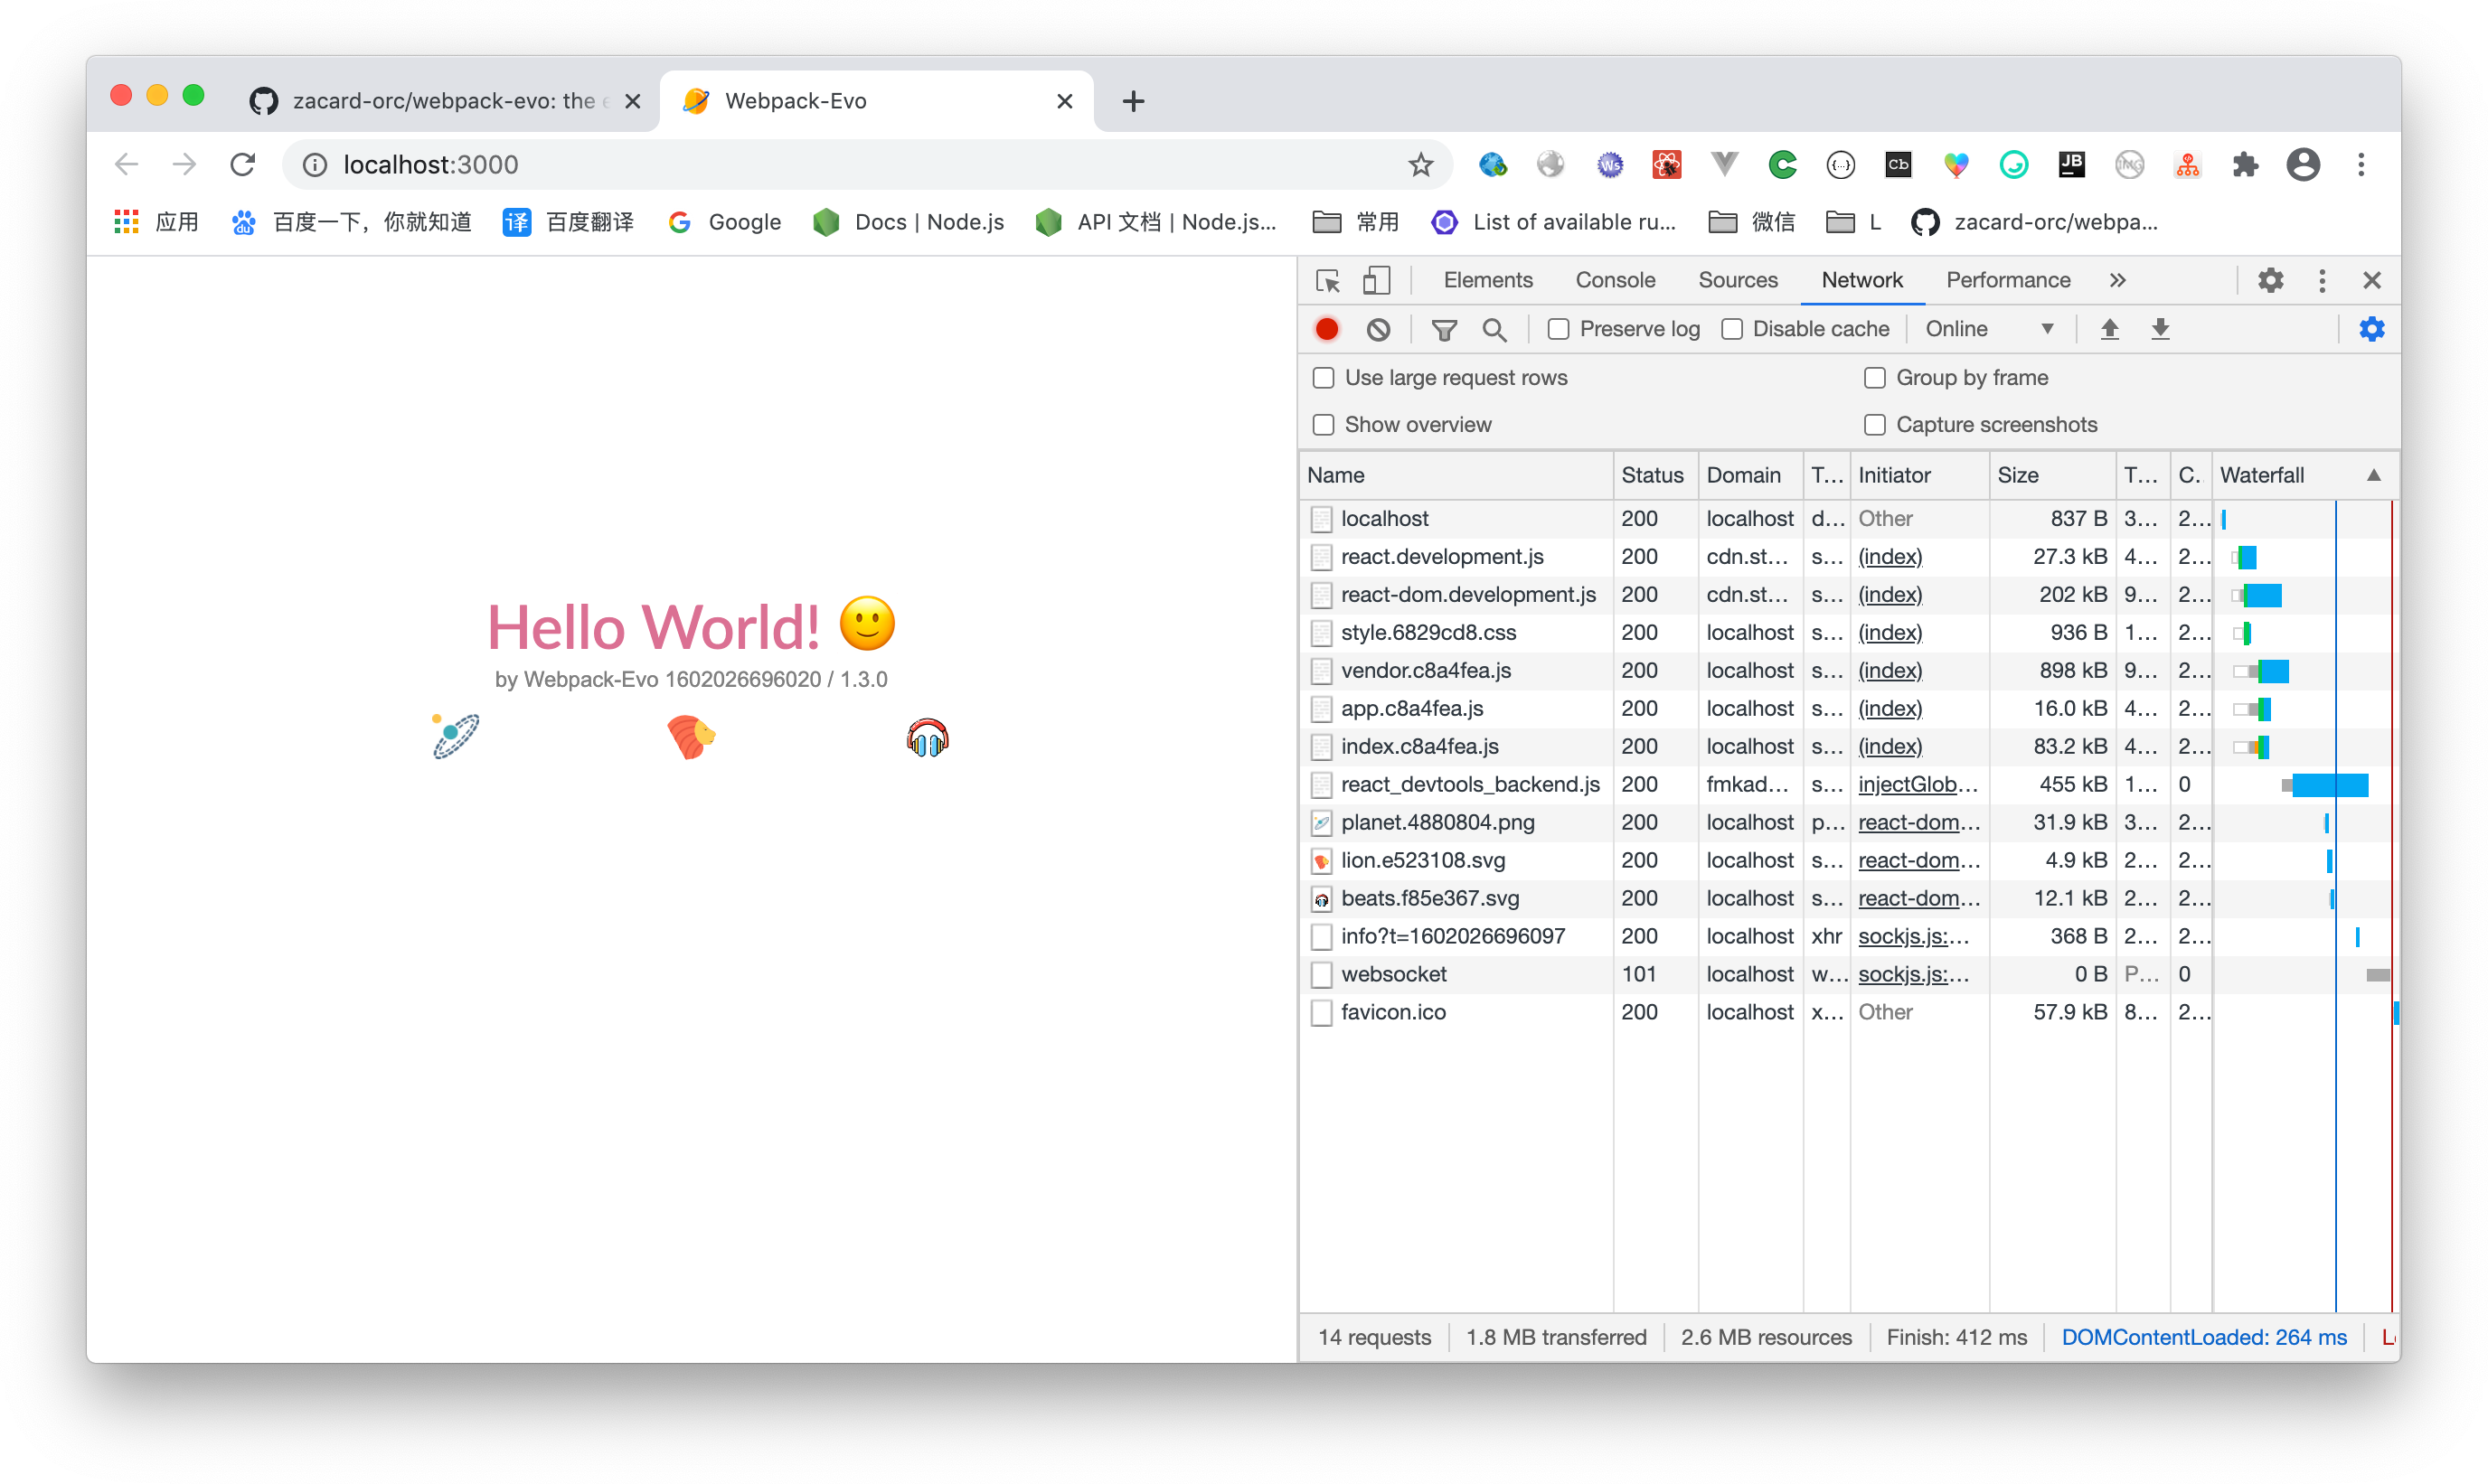 zacard-orc/webpack-evo: the e
Webpack-Evo
localhost:3000
Ws
{...}
Cb
JB
IMG
应用
du
百度一下，你就知道
译
百度翻译
Google
Docs | Node.js
API 文档 | Node.js...
常用
List of available ru...
微信
L
zacard-orc/webpa...
Hello World!
by Webpack-Evo 1602026696020 / 1.3.0
Elements Console Sources Network Performance
Preserve log Disable cache Online
Use large request rows Group by frame
Show overview Capture screenshots
Name Status Domain T... Initiator Size T... C.. Waterfall
localhost 200 localhost d... Other 837 B 3... 2...
react.development.js 200 cdn.st... s... (index) 27.3 kB 4... 2...
react-dom.development.js 200 cdn.st... s... (index) 202 kB 9... 2...
style.6829cd8.css 200 localhost s... (index) 936 B 1... 2...
vendor.c8a4fea.js 200 localhost s... (index) 898 kB 9... 2...
app.c8a4fea.js 200 localhost s... (index) 16.0 kB 4... 2...
index.c8a4fea.js 200 localhost s... (index) 83.2 kB 4... 2...
react_devtools_backend.js 200 fmkad... s... injectGlob... 455 kB 1... 0
planet.4880804.png 200 localhost p... react-dom... 31.9 kB 3... 2...
lion.e523108.svg 200 localhost s... react-dom... 4.9 kB 2... 2...
beats.f85e367.svg 200 localhost s... react-dom... 12.1 kB 2... 2...
info?t=1602026696097 200 localhost xhr sockjs.js:... 368 B 2... 2...
websocket 101 localhost w... sockjs.js:... 0 B P... 0
favicon.ico 200 localhost x... Other 57.9 kB 8... 2...
14 requests 1.8 MB transferred 2.6 MB resources Finish: 412 ms DOMContentLoaded: 264 ms L